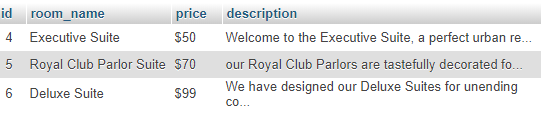 id room_name price description
4 Executive Suite $50 Welcome to the Executive Suite, a perfect urban re...
5 Royal Club Parlor Suite $70 our Royal Club Parlors are tastefully decorated fo...
6 Deluxe Suite $99 We have designed our Deluxe Suites for unending
co...